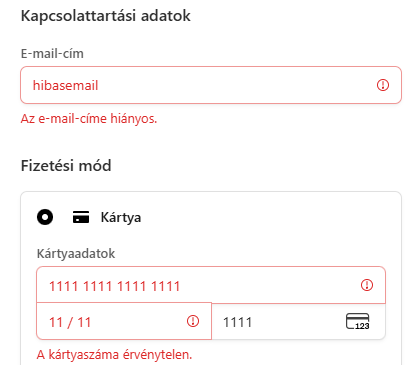 Kapcsolattartási adatok
E-mail-cím
hibasemail
Az e-mail-címe hiányos.
Fizetési mód
Kártya
Kártyaadatok
1111 1111 1111 1111
11 / 11
1111
123
A kártyaszáma érvénytelen.